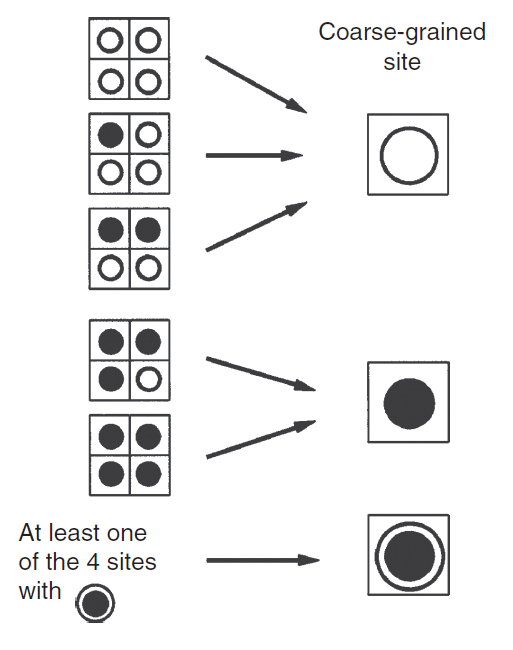 Coarse-grained
site
At least one
of the 4 sites
with